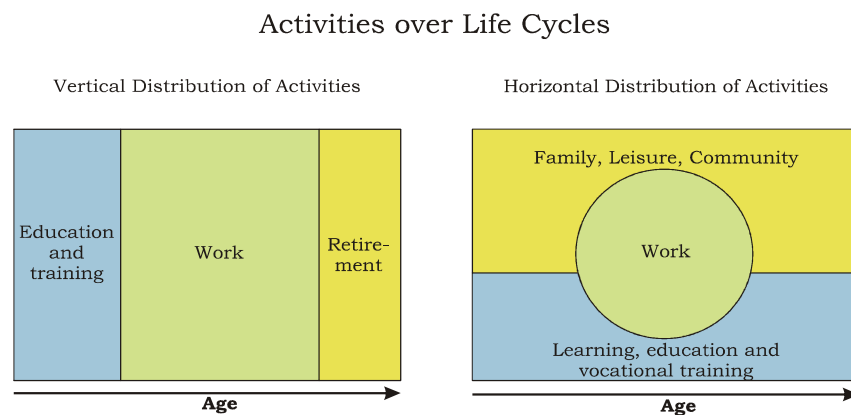 Activities over Life Cycles
Vertical Distribution of Activities
Education
and
training
Work
Retire-
ment
Age
Horizontal Distribution of Activities
Family, Leisure, Community
Work
Learning, education and
vocational training
Age